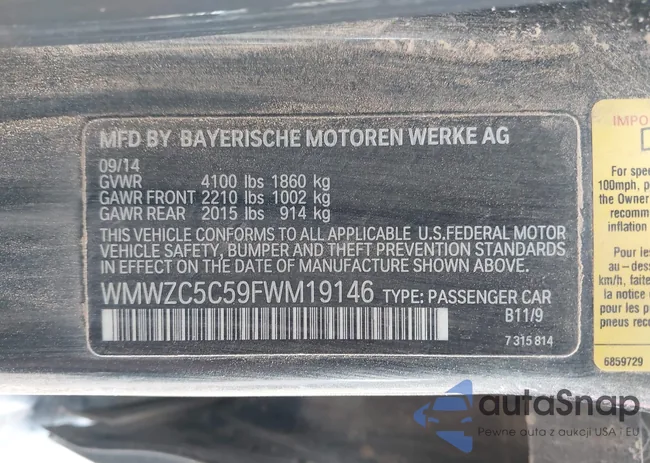 MFD BY BAYERISCHE MOTOREN WERKE AG
09/14
GVWR 4100 lbs 1860 kg
GAWR FRONT 2210 lbs 1002 kg
GAWR REAR 2015 lbs 914 kg
THIS VEHICLE CONFORMS TO ALL APPLICABLE U.S.FEDERAL MOTOR
VEHICLE SAFETY, BUMPER AND THEFT PREVENTION STANDARDS
IN EFFECT ON THE DATE OF MANUFACTURE SHOWN ABOVE.
WMWZC5C59FWM19146 TYPE: PASSENGER CAR
B11/9
7 315 814
For spe
100mph, p
the Owner
recomm
inflation
Pour les
au-dess
km/h, fai
la notice
pneus rec
6859729
autoSnap
Pewne auta z aukcji USA i EU